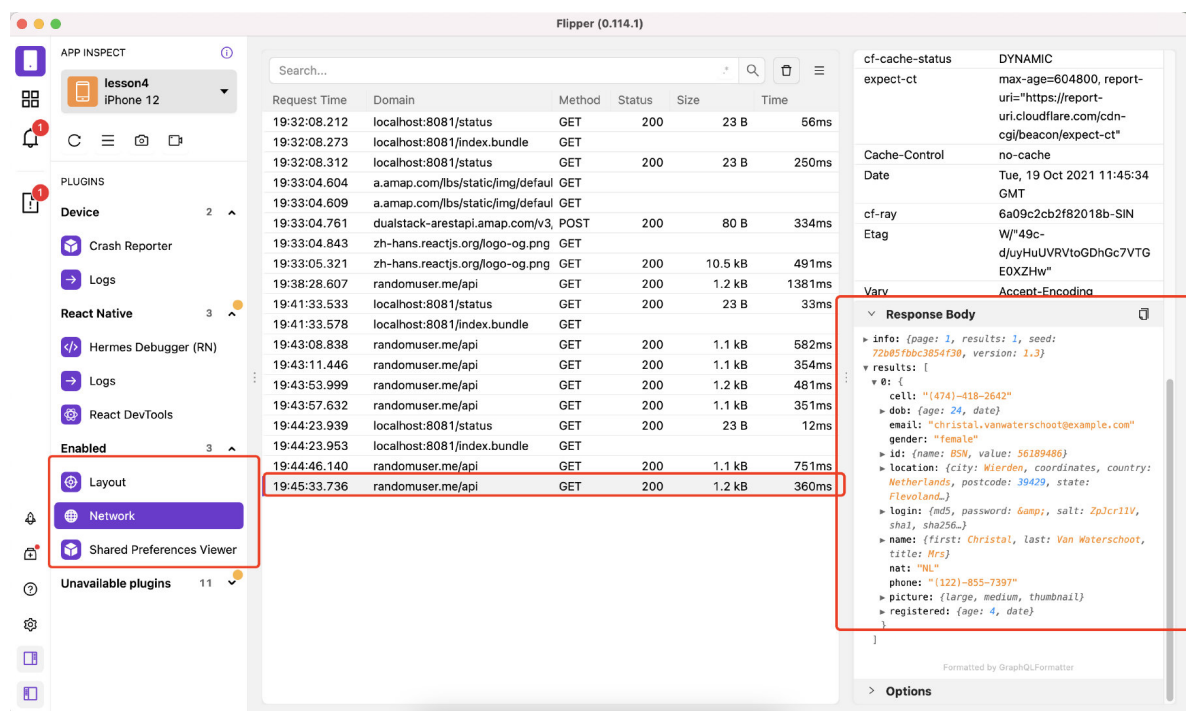 Flipper (0.114.1)
APP INSPECT
lesson4
iPhone 12
1
1
PLUGINS
Device 2
Crash Reporter
Logs
React Native 3
Hermes Debugger (RN)
Logs
React DevTools
Enabled 3
Layout
Network
Shared Preferences Viewer
Unavailable plugins 11
Search...
.*
Request Time Domain Method Status Size Time
19:32:08.212 localhost:8081/status GET 200 23 B 56ms
19:32:08.273 localhost:8081/index.bundle GET
19:32:08.312 localhost:8081/status GET 200 23 B 250ms
19:33:04.604 a.amap.com/lbs/static/img/defaul GET
19:33:04.609 a.amap.com/lbs/static/img/defaul GET
19:33:04.761 dualstack-arestapi.amap.com/v3, POST 200 80 B 334ms
19:33:04.843 zh-hans.reactjs.org/logo-og.png GET
19:33:05.321 zh-hans.reactjs.org/logo-og.png GET 200 10.5 kB 491ms
19:38:28.607 randomuser.me/api GET 200 1.2 kB 1381ms
19:41:33.533 localhost:8081/status GET 200 23 B 33ms
19:41:33.578 localhost:8081/index.bundle GET
19:43:08.838 randomuser.me/api GET 200 1.1 kB 582ms
19:43:11.446 randomuser.me/api GET 200 1.1 kB 354ms
19:43:53.999 randomuser.me/api GET 200 1.2 kB 481ms
19:43:57.632 randomuser.me/api GET 200 1.1 kB 351ms
19:44:23.939 localhost:8081/status GET 200 23 B 12ms
19:44:23.953 localhost:8081/index.bundle GET
19:44:46.140 randomuser.me/api GET 200 1.1 kB 751ms
19:45:33.736 randomuser.me/api GET 200 1.2 kB 360ms
cf-cache-status DYNAMIC
expect-ct max-age=604800, report-
uri="https://report-
uri.cloudflare.com/cdn-
cgi/beacon/expect-ct"
Cache-Control no-cache
Date Tue, 19 Oct 2021 11:45:34
GMT
cf-ray 6a09c2cb2f82018b-SIN
Etag W/"49c-
d/uyHuUVRVtoGDhGc7VTG
E0XZHw"
Vary Accept-Encoding
Response Body
info: {page: 1, results: 1, seed:
72b05fbbc3854f30, version: 1.3}
results: [
0: {
cell: "(474)-418-2642"
dob: {age: 24, date}
email: "christal.vanwaterschoot@example.com"
gender: "female"
id: {name: BSN, value: 56189486}
location: {city: Wierden, coordinates, country:
Netherlands, postcode: 39429, state:
Flevoland…}
login: {md5, password: &amp;, salt: ZpJcr11V,
sha1, sha256…}
name: {first: Christal, last: Van Waterschoot,
title: Mrs}
nat: "NL"
phone: "(122)-855-7397"
picture: {large, medium, thumbnail}
registered: {age: 4, date}
}
]
Formatted by GraphQLFormatter
Options